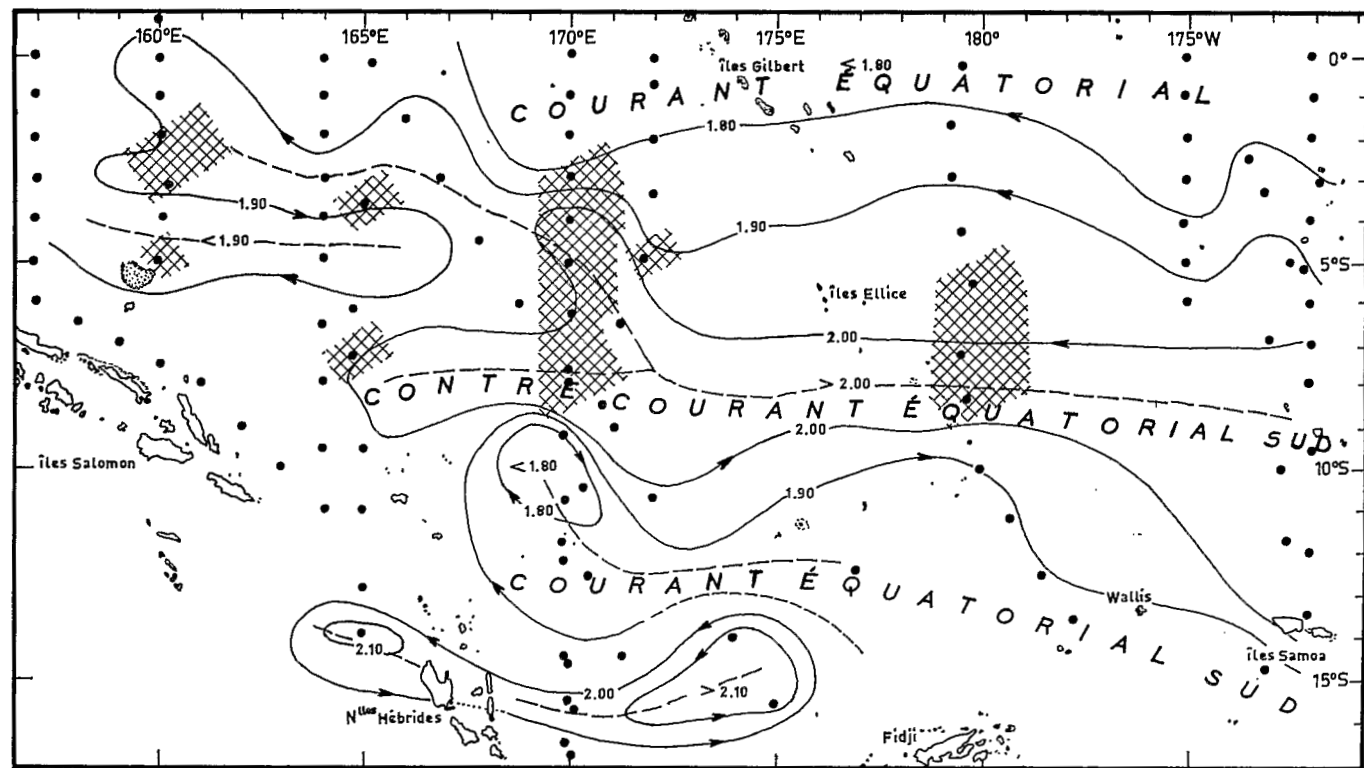 160°E 165°E 170°E 175°E 180° 175°W
îles Gilbert
≤ 1.80
0°
COURANT ÉQUATORIAL
1.80
1.90
1.90
< 1.90
5°S
îles Ellice
2.00
> 2.00
CONTRE COURANT ÉQUATORIAL SUD
2.00
îles Salomon
< 1.80
10°S
1.90
1.80
COURANT ÉQUATORIAL SUD
Wallis
2.10
îles Samoa
2.00
> 2.10
15°S
Nlles Hébrides
Fidji